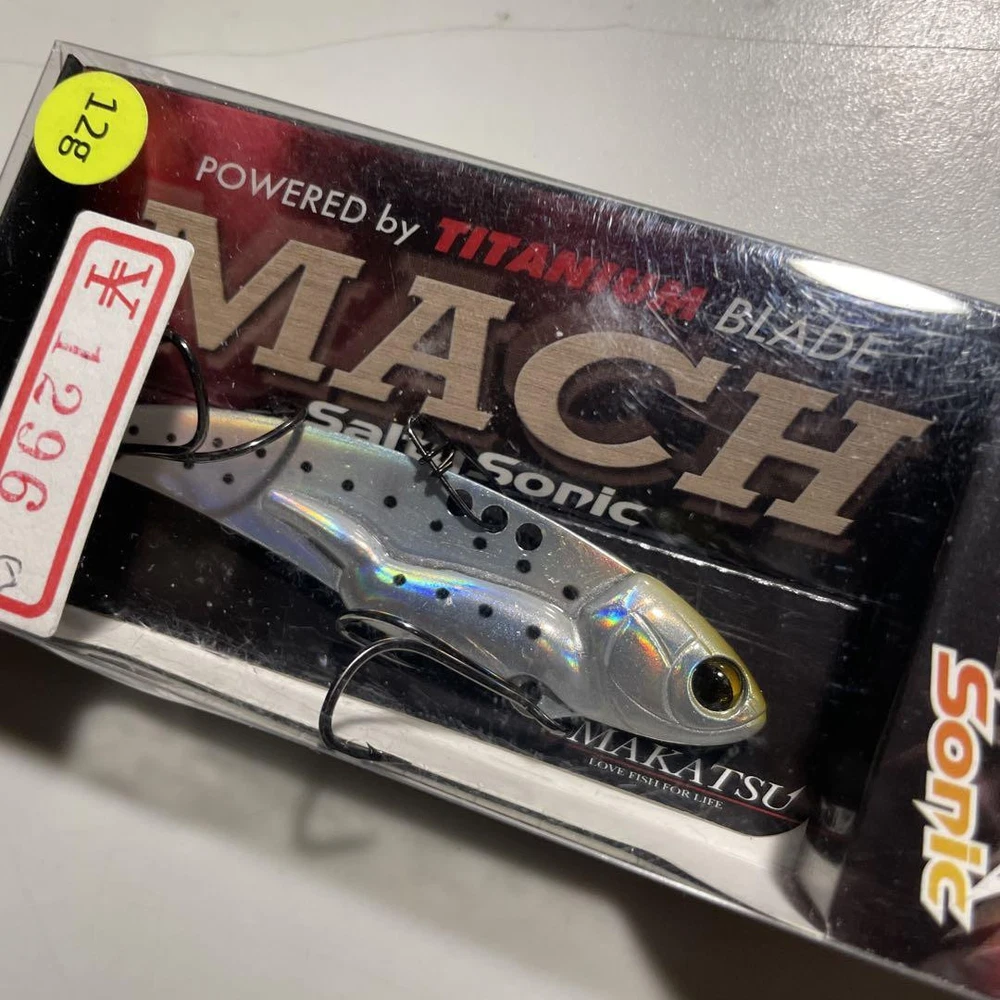 12g
POWERED by TITANIUM BLADE
MACH
Salty Sonic
¥1296
MAKATSU
LOVE FISH FOR LIFE
Sonic